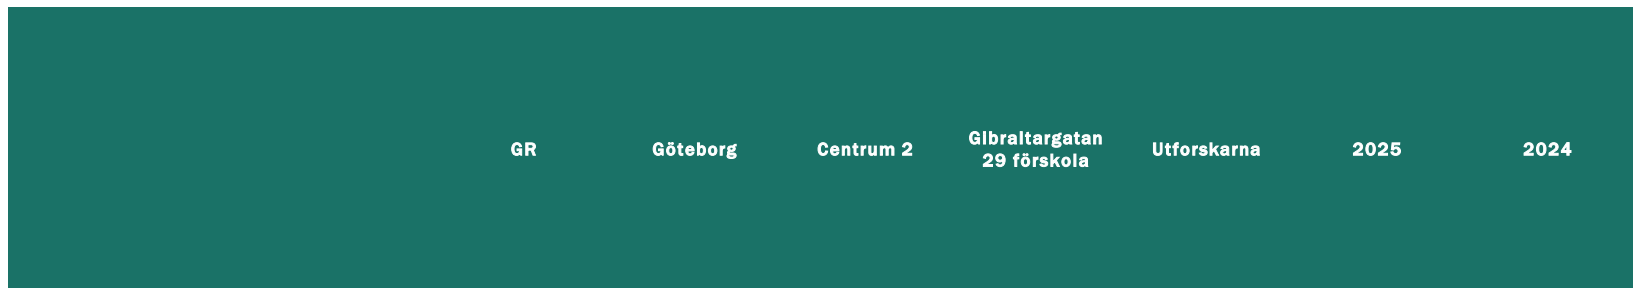 GR
Göteborg
Centrum 2
Gibraltargatan
29 förskola
Utforskarna
2025
2024